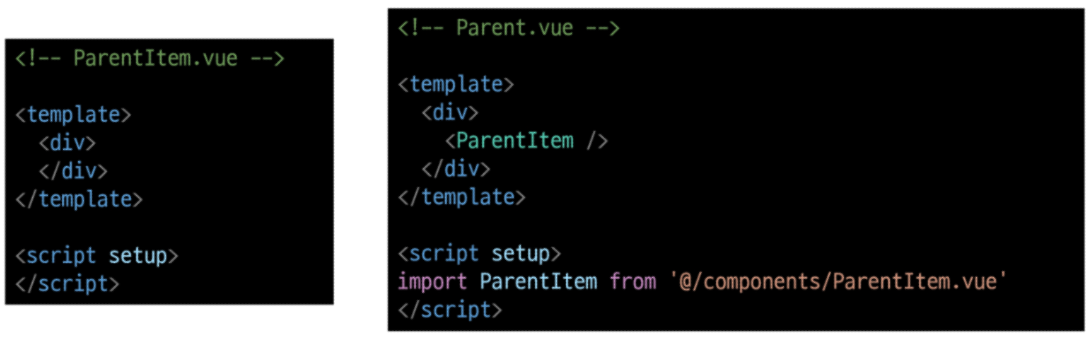 <!-- ParentItem.vue -->
<template>
  <div>
  </div>
</template>
<script setup>
</script>
<!-- Parent.vue -->
<template>
  <div>
    <ParentItem />
  </div>
</template>
<script setup>
import ParentItem from '@/components/ParentItem.vue'
</script>